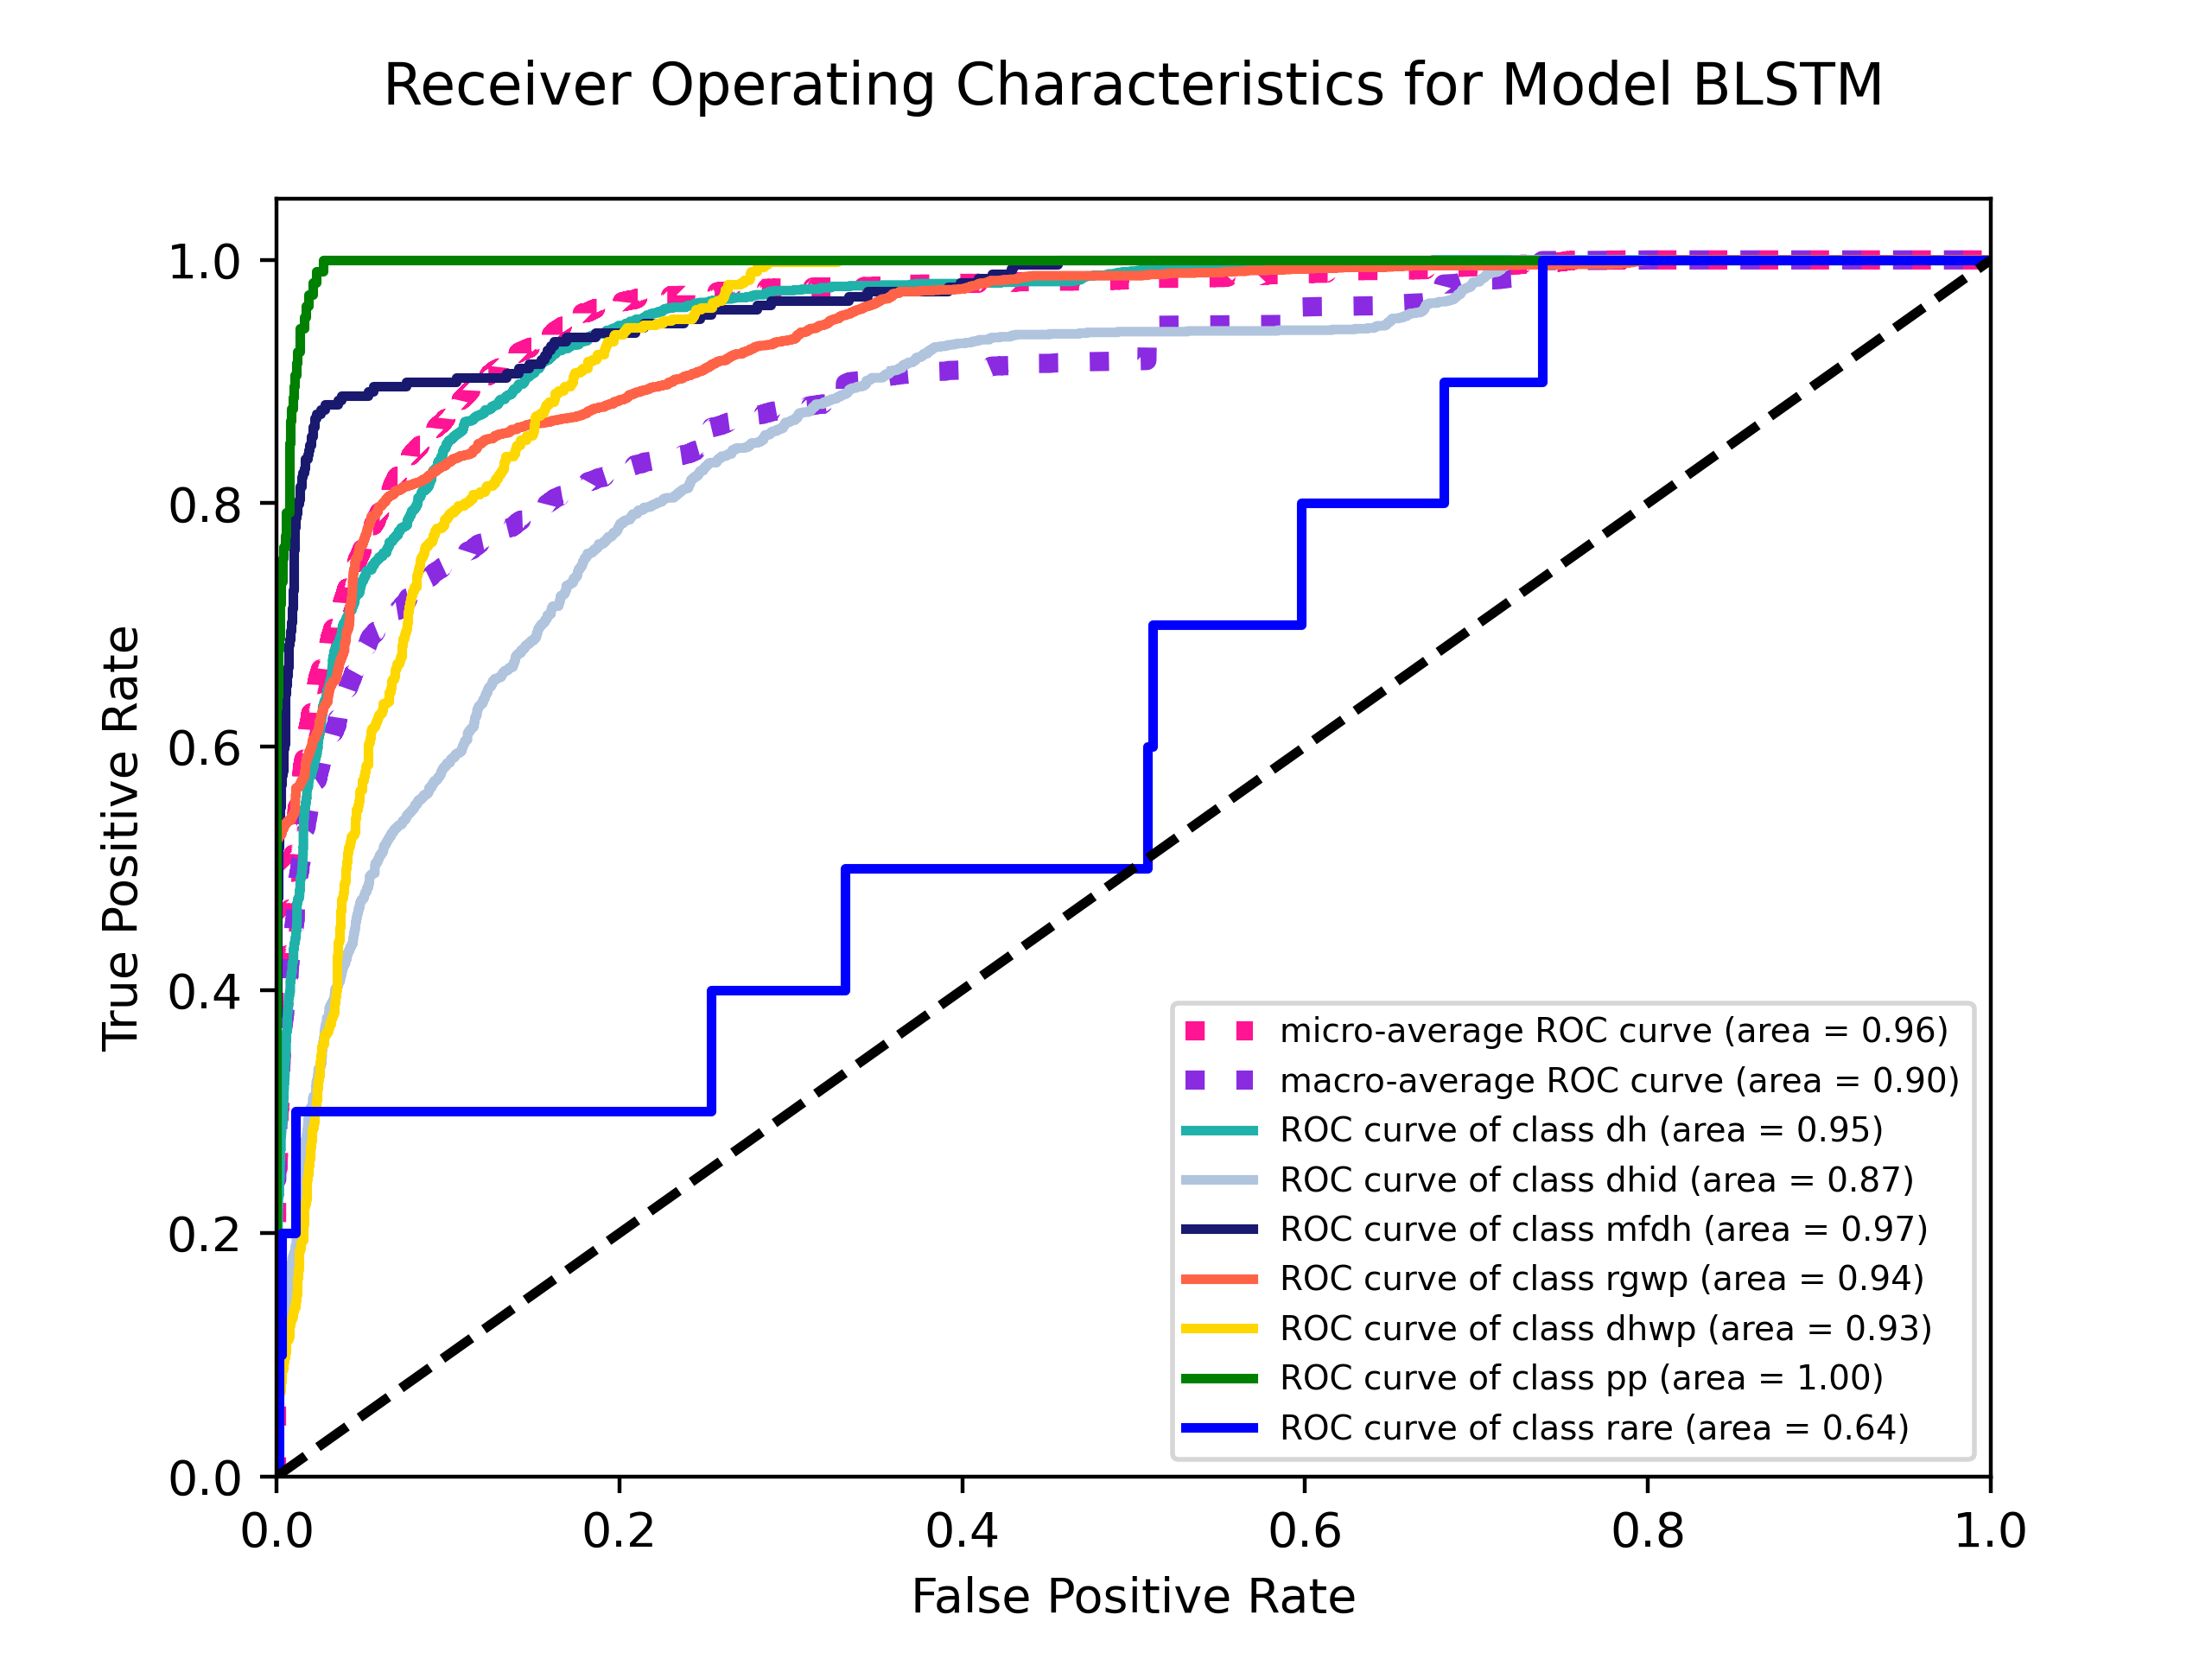 Receiver Operating Characteristics for Model BLSTM
1.0
0.8
0.6
0.4
0.2
0.0
True Positive Rate
micro-average ROC curve (area = 0.96)
macro-average ROC curve (area = 0.90)
ROC curve of class dh (area = 0.95)
ROC curve of class dhid (area = 0.87)
ROC curve of class mfdh (area = 0.97)
ROC curve of class rgwp (area = 0.94)
ROC curve of class dhwp (area = 0.93)
ROC curve of class pp (area = 1.00)
ROC curve of class rare (area = 0.64)
0.0 0.2 0.4 0.6 0.8 1.0
False Positive Rate